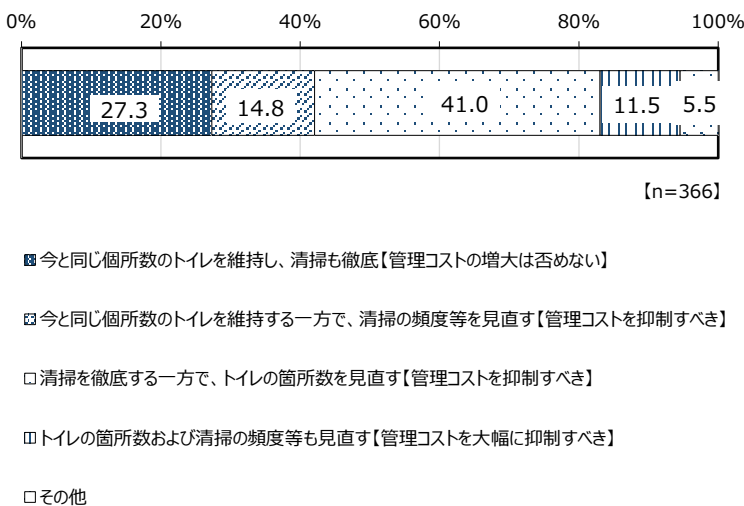 0% 20% 40% 60% 80% 100%
27.3 14.8 41.0 11.5 5.5
【n=366】
今と同じ個所数のトイレを維持し、清掃も徹底【管理コストの増大は否めない】
今と同じ個所数のトイレを維持する一方で、清掃の頻度等を見直す【管理コストを抑制すべき】
清掃を徹底する一方で、トイレの箇所数を見直す【管理コストを抑制すべき】
トイレの箇所数および清掃の頻度等も見直す【管理コストを大幅に抑制すべき】
その他